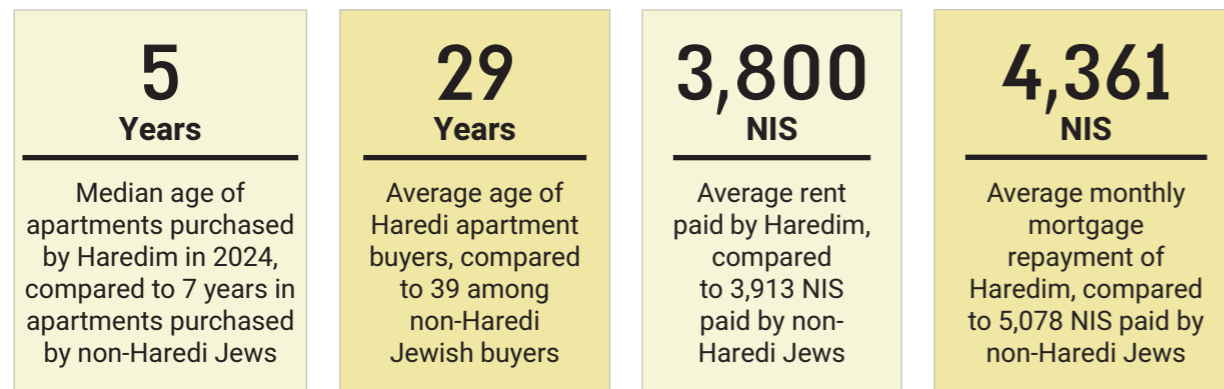 5
Years
Median age of
apartments purchased
by Haredim in 2024,
compared to 7 years in
apartments purchased
by non-Haredi Jews
29
Years
Average age of
Haredi apartment
buyers, compared
to 39 among
non-Haredi
Jewish buyers
3,800
NIS
Average rent
paid by Haredim,
compared
to 3,913 NIS
paid by non-
Haredi Jews
4,361
NIS
Average monthly
mortgage
repayment of
Haredim, compared
to 5,078 NIS paid by
non-Haredi Jews